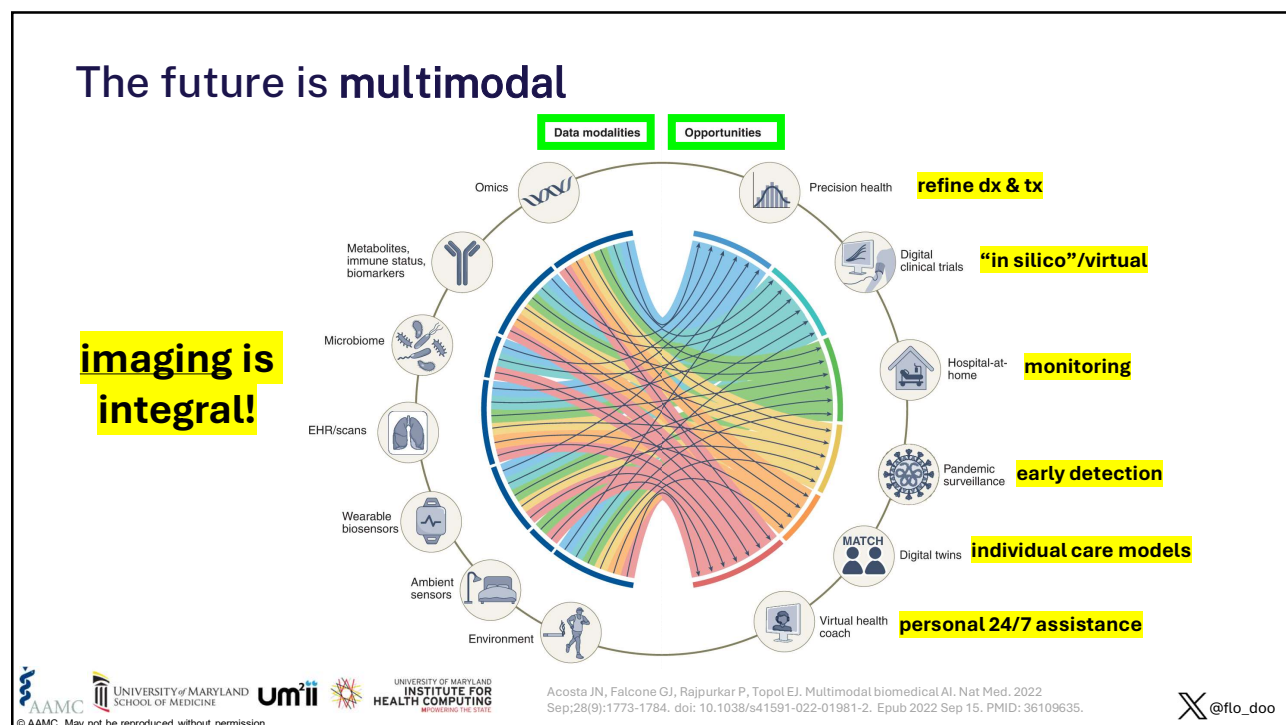 The future is multimodal
Data modalities
Opportunities
Omics
Metabolites,
immune status,
biomarkers
Microbiome
EHR/scans
Wearable
biosensors
Ambient
sensors
Environment
imaging is
integral!
Precision health
refine dx & tx
Digital
clinical trials
“in silico”/virtual
Hospital-at-
home
monitoring
Pandemic
surveillance
early detection
MATCH
Digital twins
individual care models
Virtual health
coach
personal 24/7 assistance
AAMC
UNIVERSITY of MARYLAND
SCHOOL OF MEDICINE
um²ii
UNIVERSITY OF MARYLAND
INSTITUTE FOR
HEALTH COMPUTING
MPOWERING THE STATE
Acosta JN, Falcone GJ, Rajpurkar P, Topol EJ. Multimodal biomedical AI. Nat Med. 2022
Sep;28(9):1773-1784. doi: 10.1038/s41591-022-01981-2. Epub 2022 Sep 15. PMID: 36109635.
@flo_doo
© AAMC. May not be reproduced without permission.